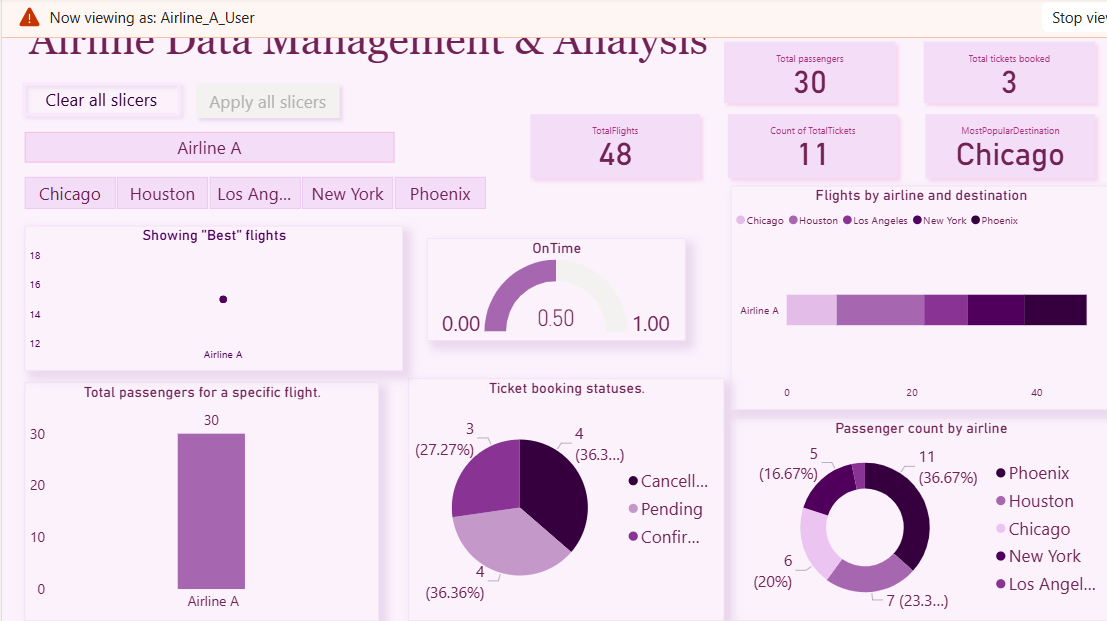 Now viewing as: Airline_A_User
Stop vie
Airline Data Management & Analysis
Clear all slicers
Apply all slicers
Airline A
Chicago
Houston
Los Ang...
New York
Phoenix
Total passengers
30
Total tickets booked
3
TotalFlights
48
Count of TotalTickets
11
MostPopularDestination
Chicago
Showing "Best" flights
18
16
14
12
Airline A
OnTime
0.00
0.50
1.00
Flights by airline and destination
Chicago Houston Los Angeles New York Phoenix
Airline A
0 20 40
Total passengers for a specific flight.
30
30
20
10
0
Airline A
Ticket booking statuses.
3
(27.27%)
4
(36.3...)
4
(36.36%)
Cancell...
Pending
Confir...
Passenger count by airline
5
(16.67%)
11
(36.67%)
6
(20%)
7 (23.3...)
Phoenix
Houston
Chicago
New York
Los Angel...